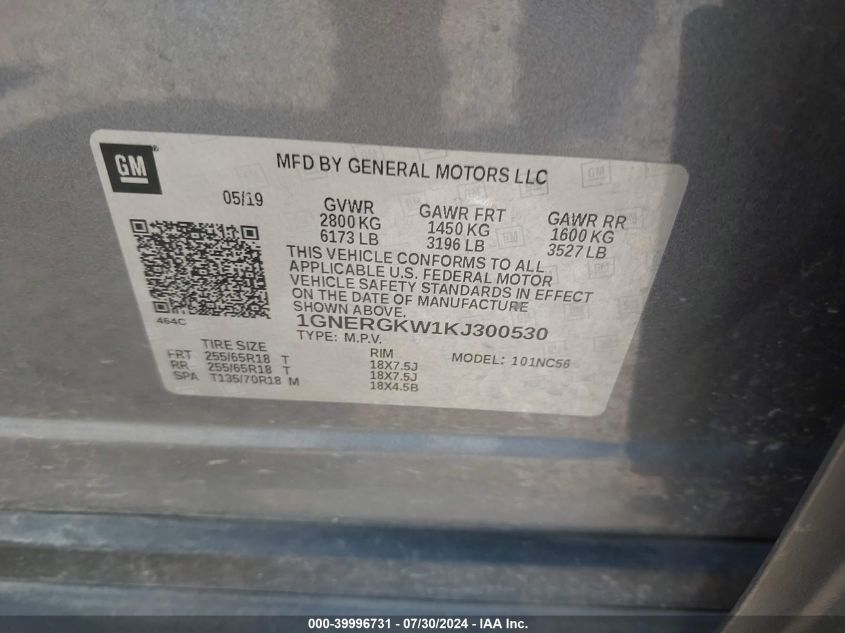 GM
MFD BY GENERAL MOTORS LLC
05/19
GVWR GAWR FRT GAWR RR
2800 KG 1450 KG 1600 KG
6173 LB 3196 LB 3527 LB
THIS VEHICLE CONFORMS TO ALL
APPLICABLE U.S. FEDERAL MOTOR
VEHICLE SAFETY STANDARDS IN EFFECT
ON THE DATE OF MANUFACTURE
SHOWN ABOVE.
464C
1GNERGKW1KJ300530
TYPE: M.P.V. MODEL: 101NC56
TIRE SIZE RIM
FRT 255/65R18 T 18X7.5J
RR 255/65R18 T 18X7.5J
SPA T135/70R18 M 18X4.5B
000-39996731 - 07/30/2024 - IAA Inc.